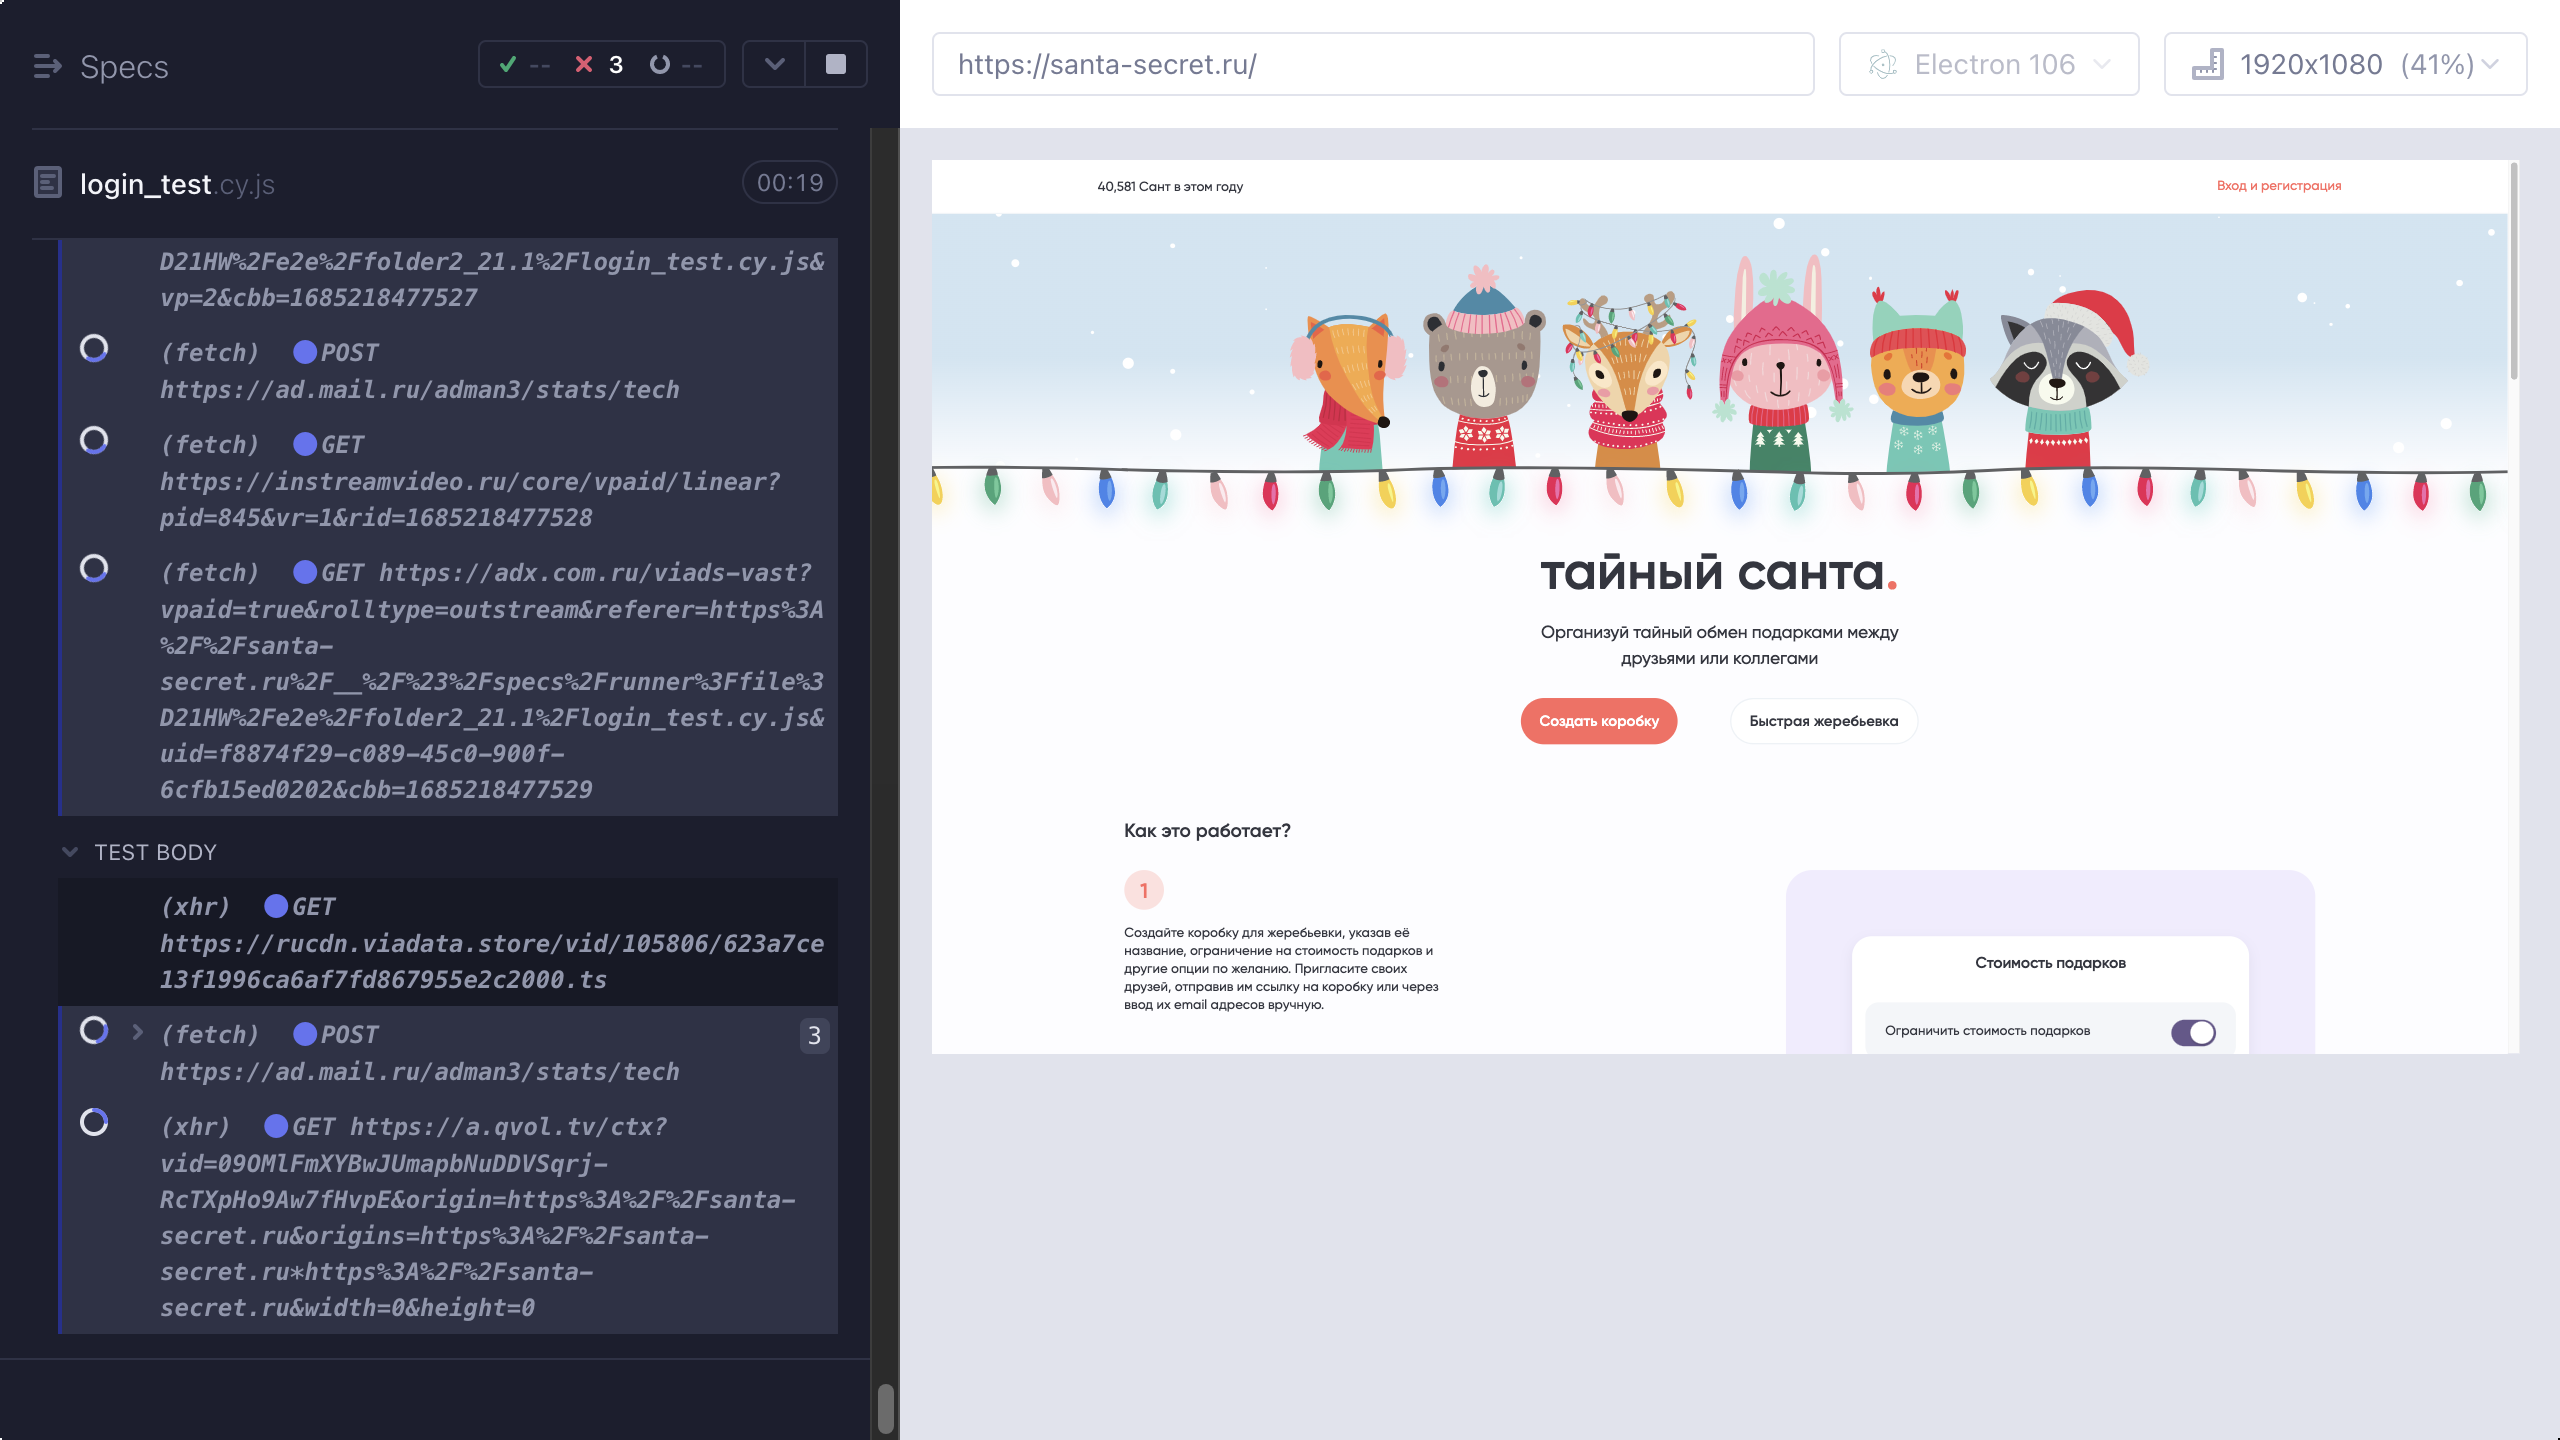 Specs
-- 3 --
login_test.cy.js
00:19
D21HW%2Fe2e%2Ffolder2_21.1%2Flogin_test.cy.js&
vp=2&cbb=1685218477527
(fetch) POST
https://ad.mail.ru/adman3/stats/tech
(fetch) GET
https://instreamvideo.ru/core/vpaid/linear?
pid=845&vr=1&rid=1685218477528
(fetch) GET https://adx.com.ru/viads-vast?
vpaid=true&rolltype=outstream&referer=https%3A
%2F%2Fsanta-
secret.ru%2F__%2F%23%2Fspecs%2Frunner%3Ffile%3
D21HW%2Fe2e%2Ffolder2_21.1%2Flogin_test.cy.js&
uid=f8874f29-c089-45c0-900f-
6cfb15ed0202&cbb=1685218477529
TEST BODY
(xhr) GET
https://rucdn.viadata.store/vid/105806/623a7ce
13f1996ca6af7fd867955e2c2000.ts
(fetch) POST 3
https://ad.mail.ru/adman3/stats/tech
(xhr) GET https://a.qvol.tv/ctx?
vid=09OMlFmXYBwJUmapbNuDDVSqrj-
RcTXpHo9Aw7fHvpE&origin=https%3A%2F%2Fsanta-
secret.ru&origins=https%3A%2F%2Fsanta-
secret.ru*https%3A%2F%2Fsanta-
secret.ru&width=0&height=0
https://santa-secret.ru/
Electron 106
1920x1080 (41%)
40,581 Сант в этом году
Вход и регистрация
тайный санта.
Организуй тайный обмен подарками между
друзьями или коллегами
Создать коробку
Быстрая жеребьевка
Как это работает?
1
Создайте коробку для жеребьевки, указав её
название, ограничение на стоимость подарков и
другие опции по желанию. Пригласите своих
друзей, отправив им ссылку на коробку или через
ввод их email адресов вручную.
Стоимость подарков
Ограничить стоимость подарков